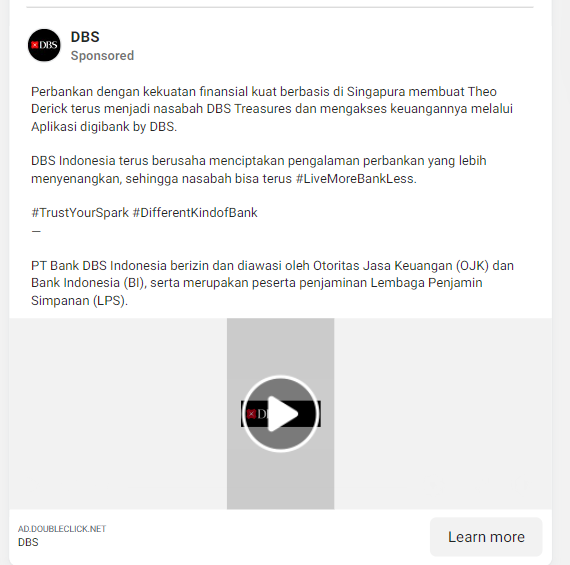 DBS
DBS
Sponsored
Perbankan dengan kekuatan finansial kuat berbasis di Singapura membuat Theo
Derick terus menjadi nasabah DBS Treasures dan mengakses keuangannya melalui
Aplikasi digibank by DBS.
DBS Indonesia terus berusaha menciptakan pengalaman perbankan yang lebih
menyenangkan, sehingga nasabah bisa terus #LiveMoreBankLess.
#TrustYourSpark #DifferentKindofBank
—
PT Bank DBS Indonesia berizin dan diawasi oleh Otoritas Jasa Keuangan (OJK) dan
Bank Indonesia (BI), serta merupakan peserta penjaminan Lembaga Penjamin
Simpanan (LPS).
AD.DOUBLECLICK.NET
DBS
Learn more